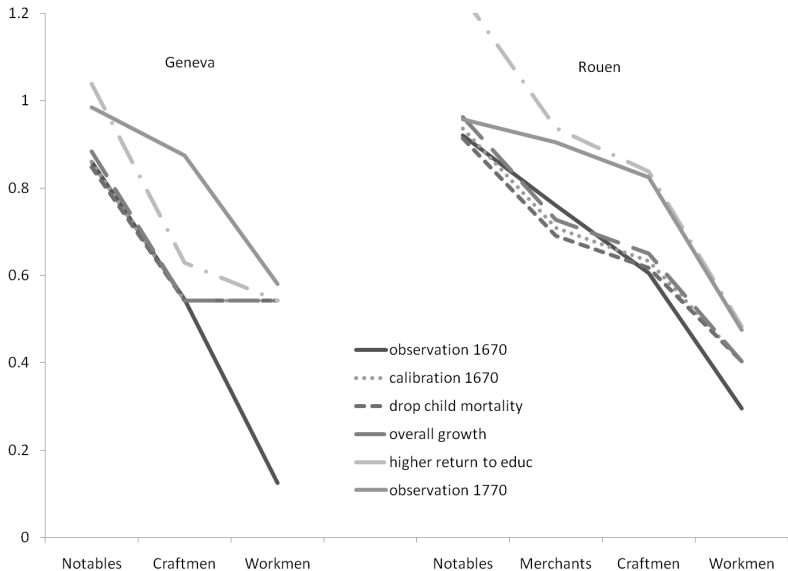 1.2
1
0.8
0.6
0.4
0.2
0
Geneva
Rouen
observation 1670
calibration 1670
drop child mortality
overall growth
higher return to educ
observation 1770
Notables Craftmen Workmen Notables Merchants Craftmen Workmen